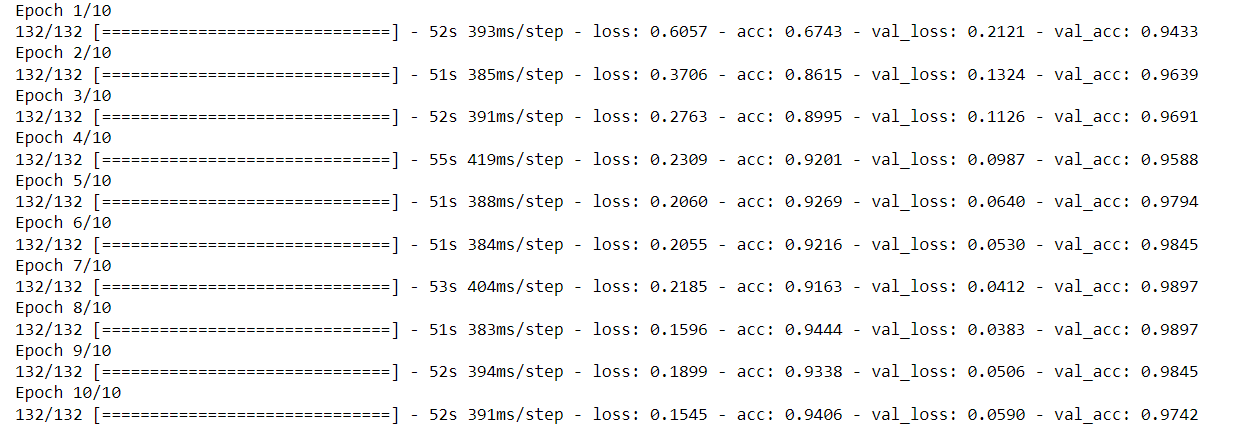 Epoch 1/10
132/132 [==============================] - 52s 393ms/step - loss: 0.6057 - acc: 0.6743 - val_loss: 0.2121 - val_acc: 0.9433
Epoch 2/10
132/132 [==============================] - 51s 385ms/step - loss: 0.3706 - acc: 0.8615 - val_loss: 0.1324 - val_acc: 0.9639
Epoch 3/10
132/132 [==============================] - 52s 391ms/step - loss: 0.2763 - acc: 0.8995 - val_loss: 0.1126 - val_acc: 0.9691
Epoch 4/10
132/132 [==============================] - 55s 419ms/step - loss: 0.2309 - acc: 0.9201 - val_loss: 0.0987 - val_acc: 0.9588
Epoch 5/10
132/132 [==============================] - 51s 388ms/step - loss: 0.2060 - acc: 0.9269 - val_loss: 0.0640 - val_acc: 0.9794
Epoch 6/10
132/132 [==============================] - 51s 384ms/step - loss: 0.2055 - acc: 0.9216 - val_loss: 0.0530 - val_acc: 0.9845
Epoch 7/10
132/132 [==============================] - 53s 404ms/step - loss: 0.2185 - acc: 0.9163 - val_loss: 0.0412 - val_acc: 0.9897
Epoch 8/10
132/132 [==============================] - 51s 383ms/step - loss: 0.1596 - acc: 0.9444 - val_loss: 0.0383 - val_acc: 0.9897
Epoch 9/10
132/132 [==============================] - 52s 394ms/step - loss: 0.1899 - acc: 0.9338 - val_loss: 0.0506 - val_acc: 0.9845
Epoch 10/10
132/132 [==============================] - 52s 391ms/step - loss: 0.1545 - acc: 0.9406 - val_loss: 0.0590 - val_acc: 0.9742